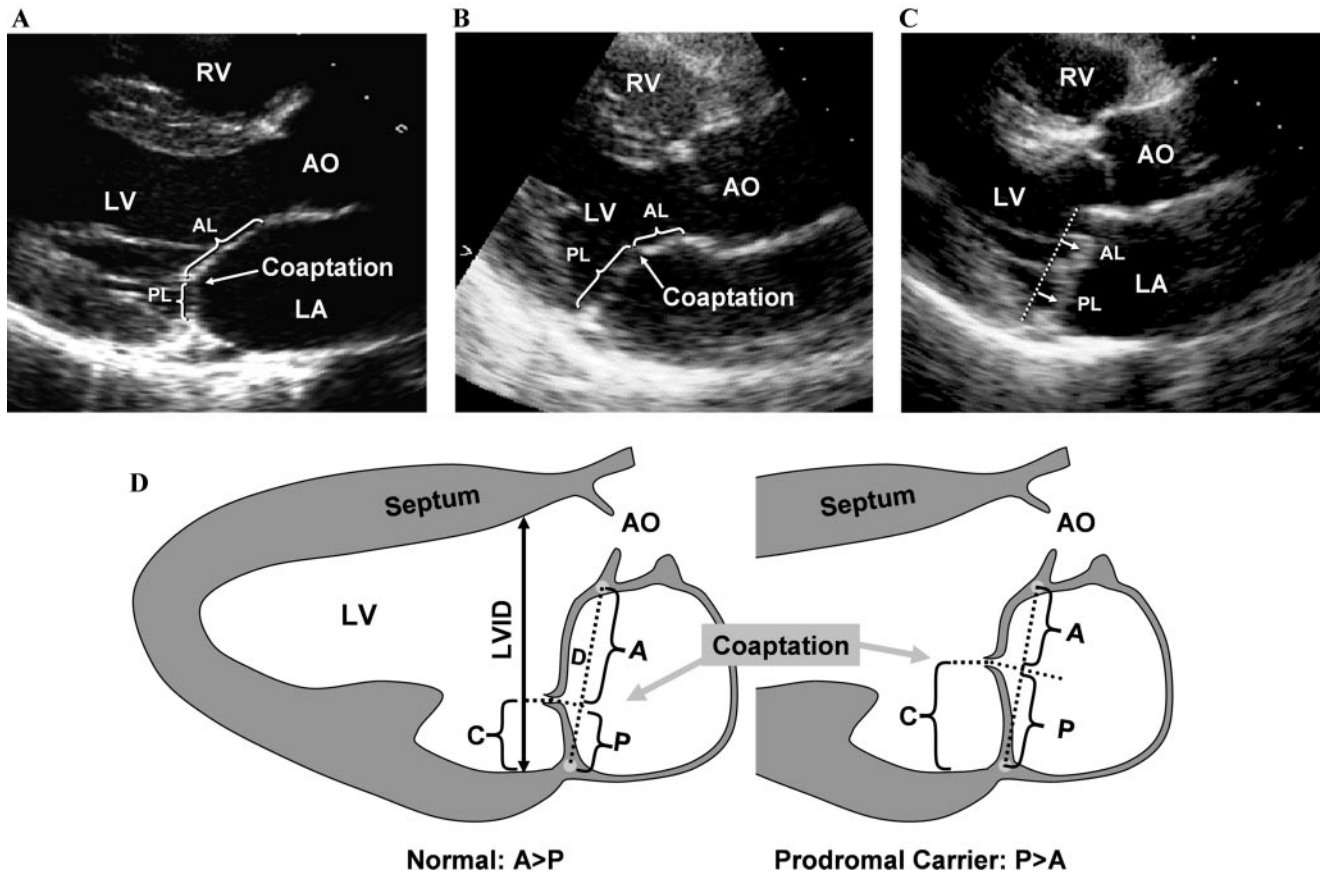 A
RV
AO
LV
AL
Coaptation
PL
LA
B
RV
AO
LV
AL
PL
Coaptation
C
RV
AO
LV
AL
LA
PL
D
Septum
AO
LV
LVID
D
A
C
P
Coaptation
Septum
AO
A
C
P
Normal: A>P
Prodromal Carrier: P>A